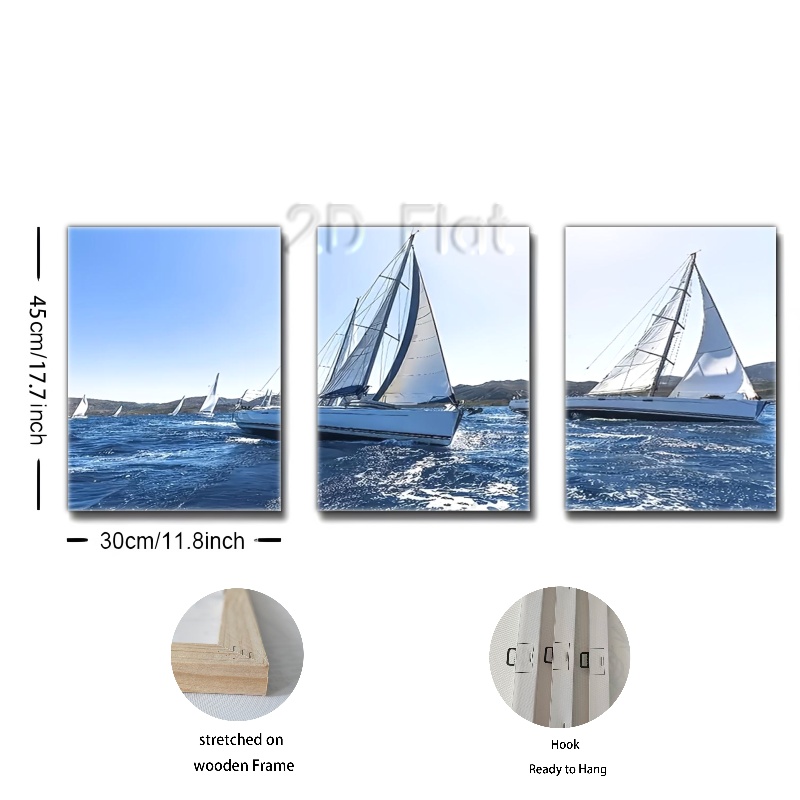 2D Flat
45cm/17.7inch
30cm/11.8inch
stretched on
wooden Frame
Hook
Ready to Hang